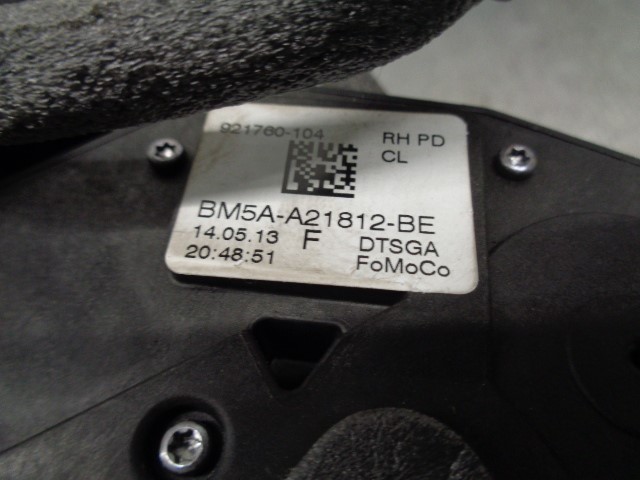 921760-104
RH PD
CL
BM5A-A21812-BE
14.05.13 F DTSGA
20:48:51 FoMoCo